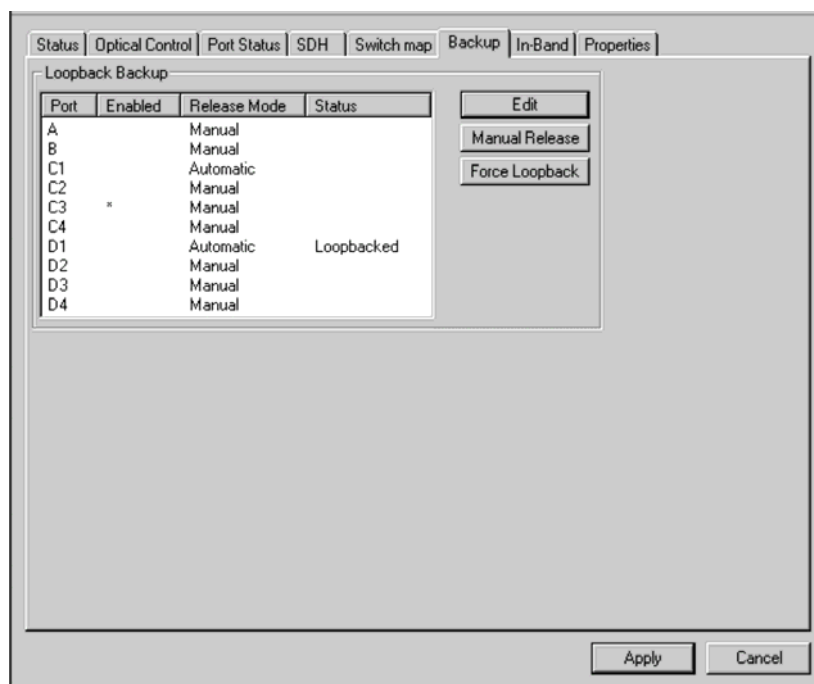 Status Optical Control Port Status SDH Switch map Backup In-Band Properties
Loopback Backup
Port Enabled Release Mode Status
A Manual
B Manual
C1 Automatic
C2 Manual
C3 * Manual
C4 Manual
D1 Automatic Loopbacked
D2 Manual
D3 Manual
D4 Manual
Edit
Manual Release
Force Loopback
Apply Cancel